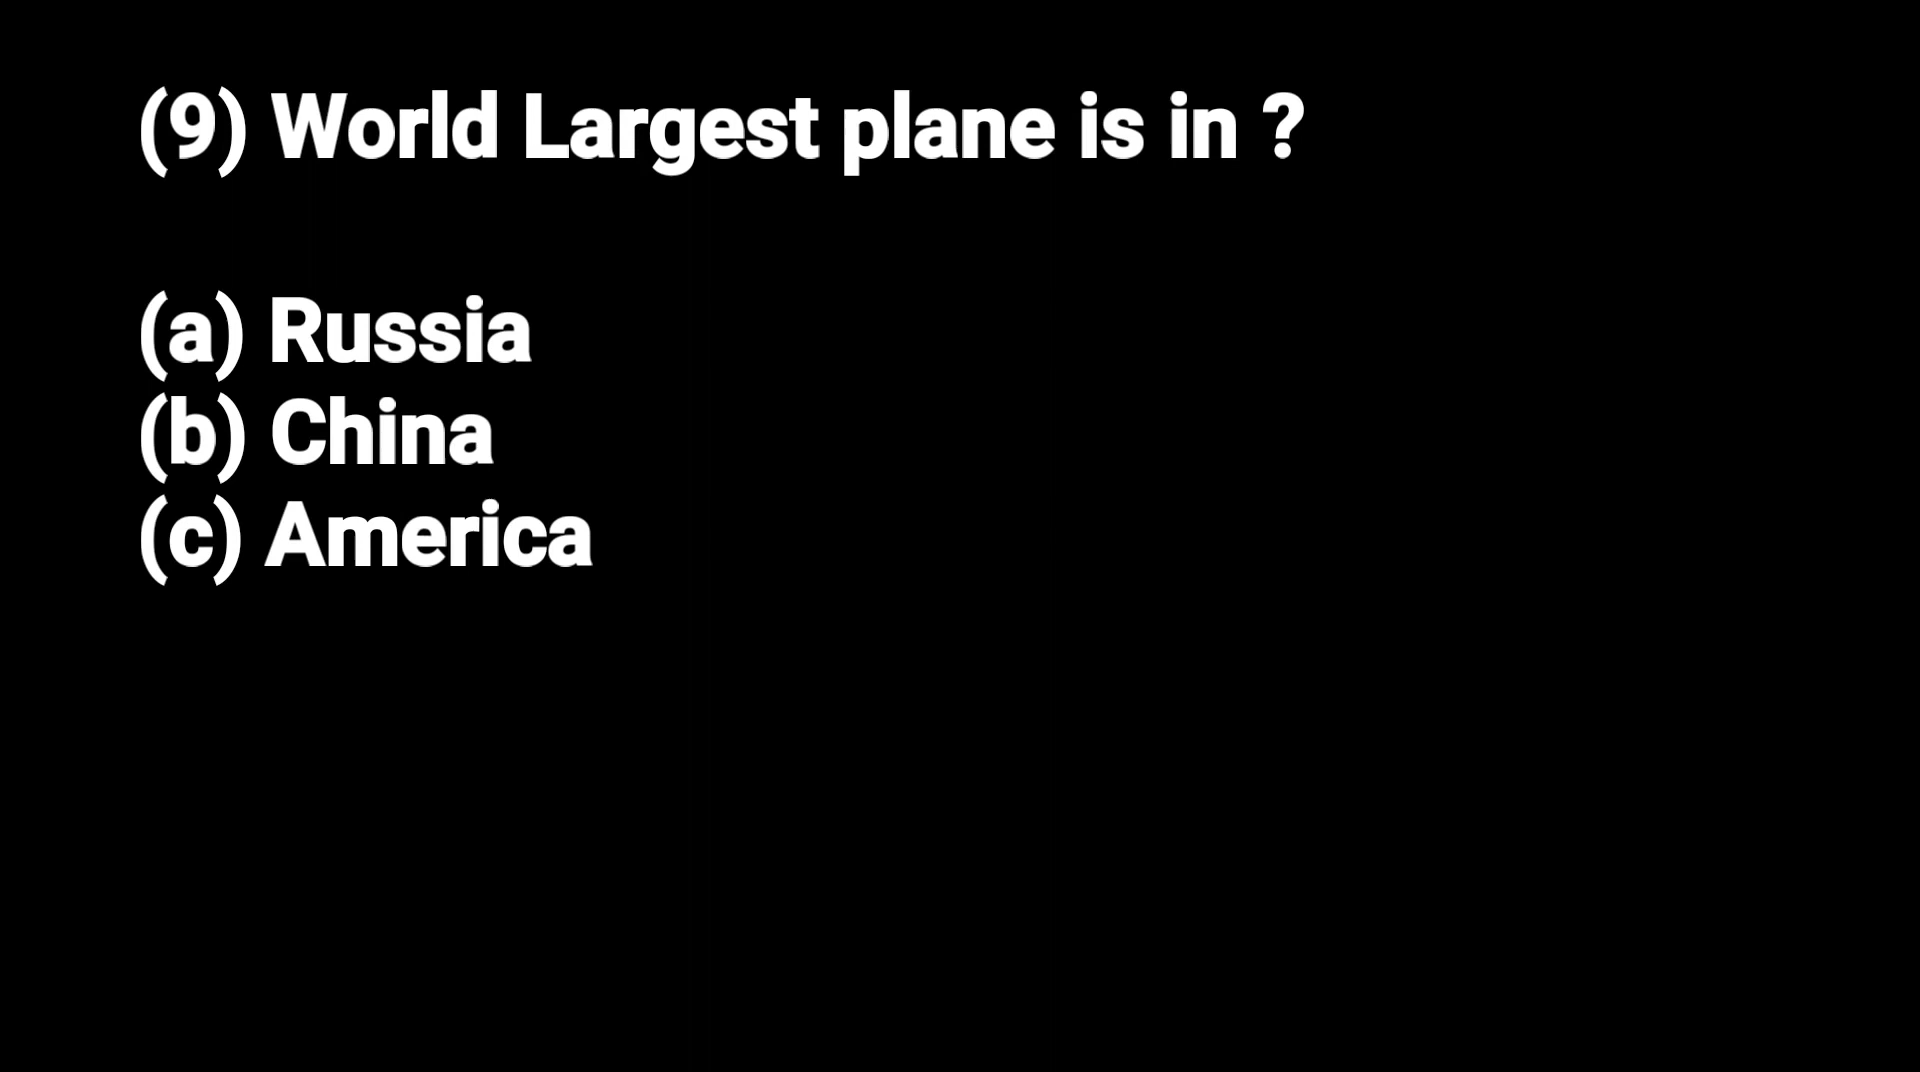 (9) World Largest plane is in ?
(a) Russia
(b) China
(c) America